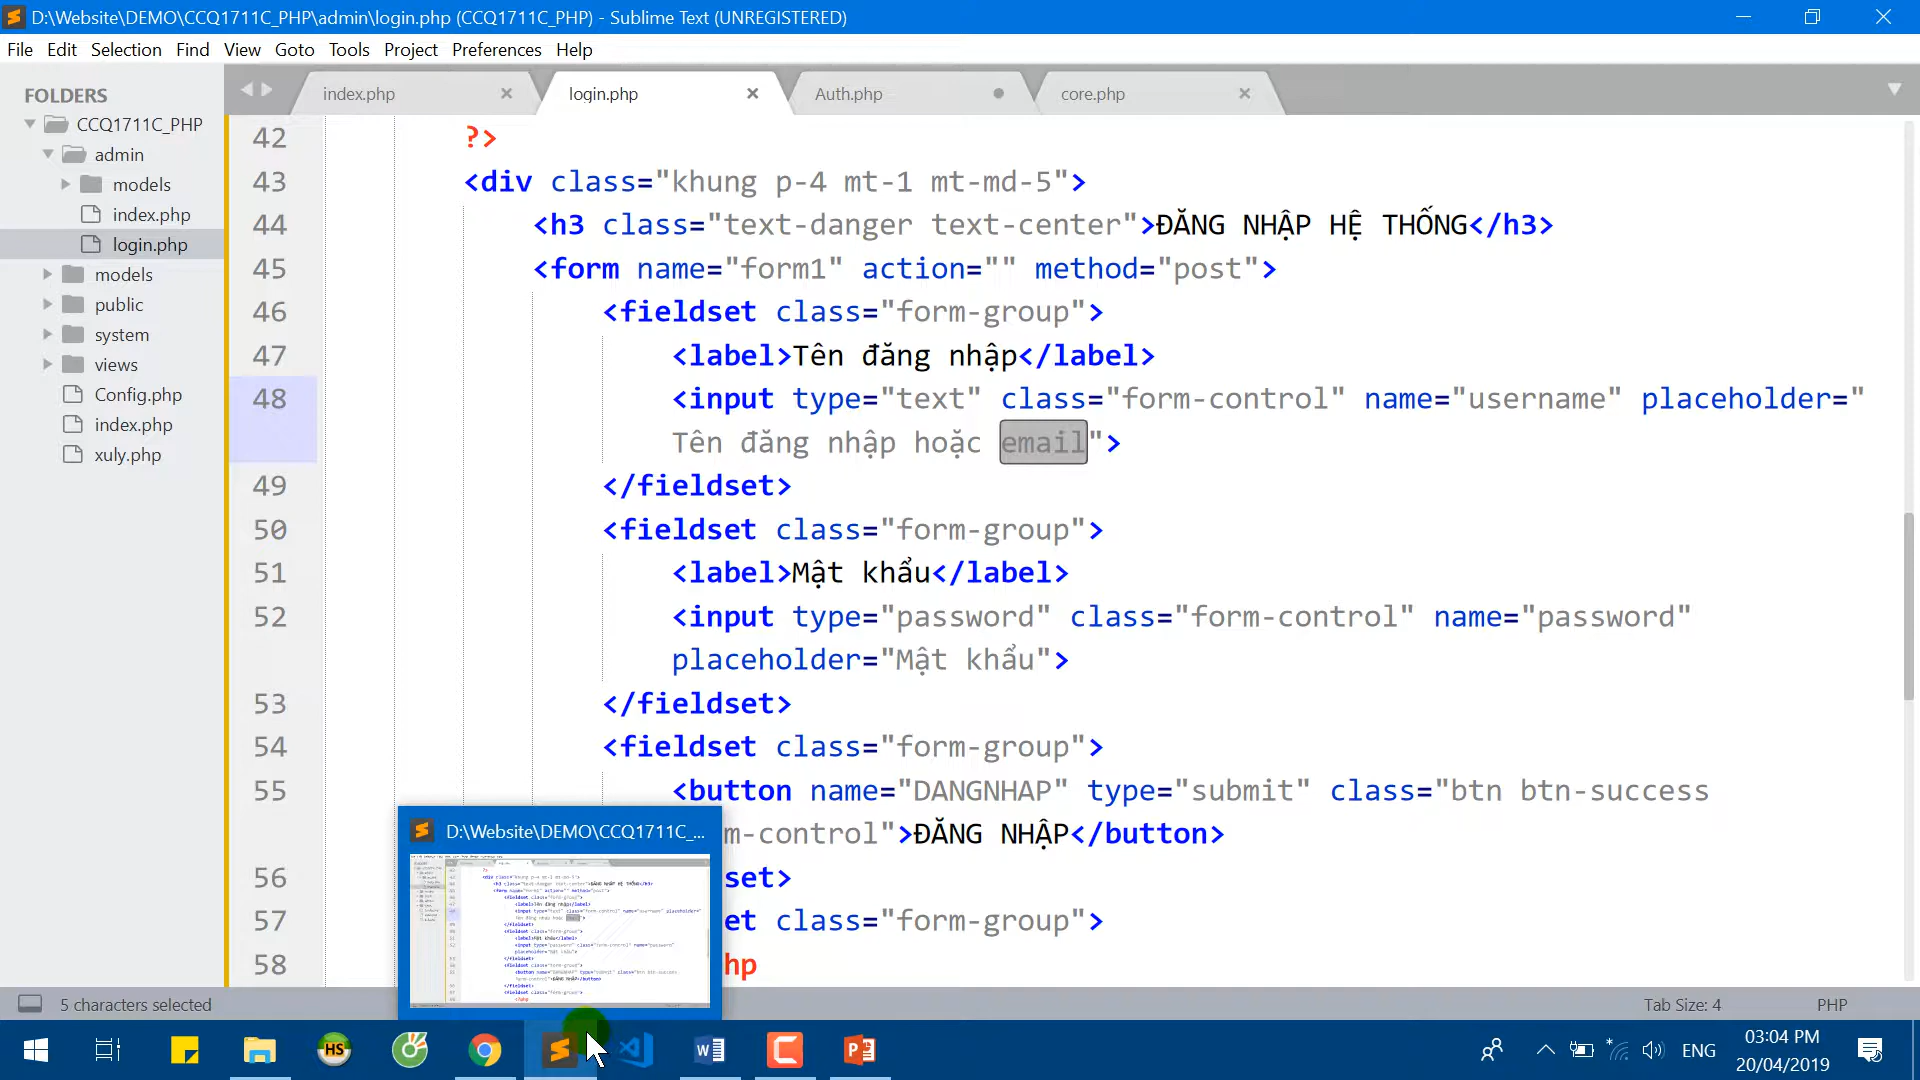 D:\Website\DEMO\CCQ1711C_PHP\admin\login.php (CCQ1711C_PHP) - Sublime Text (UNREGISTERED)
File Edit Selection Find View Goto Tools Project Preferences Help
FOLDERS
CCQ1711C_PHP
admin
models
index.php
login.php
models
public
system
views
Config.php
index.php
xuly.php
index.php login.php Auth.php core.php
42 ?>
43 <div class="khung p-4 mt-1 mt-md-5">
44 <h3 class="text-danger text-center">ĐĂNG NHẬP HỆ THỐNG</h3>
45 <form name="form1" action="" method="post">
46 <fieldset class="form-group">
47 <label>Tên đăng nhập</label>
48 <input type="text" class="form-control" name="username" placeholder="
Tên đăng nhập hoặc email">
49 </fieldset>
50 <fieldset class="form-group">
51 <label>Mật khẩu</label>
52 <input type="password" class="form-control" name="password"
placeholder="Mật khẩu">
53 </fieldset>
54 <fieldset class="form-group">
55 <button name="DANGNHAP" type="submit" class="btn btn-success
m-control">ĐĂNG NHẬP</button>
56 set>
57 et class="form-group">
58 hp
D:\Website\DEMO\CCQ1711C_...
5 characters selected
Tab Size: 4 PHP
HS
ENG
03:04 PM
20/04/2019